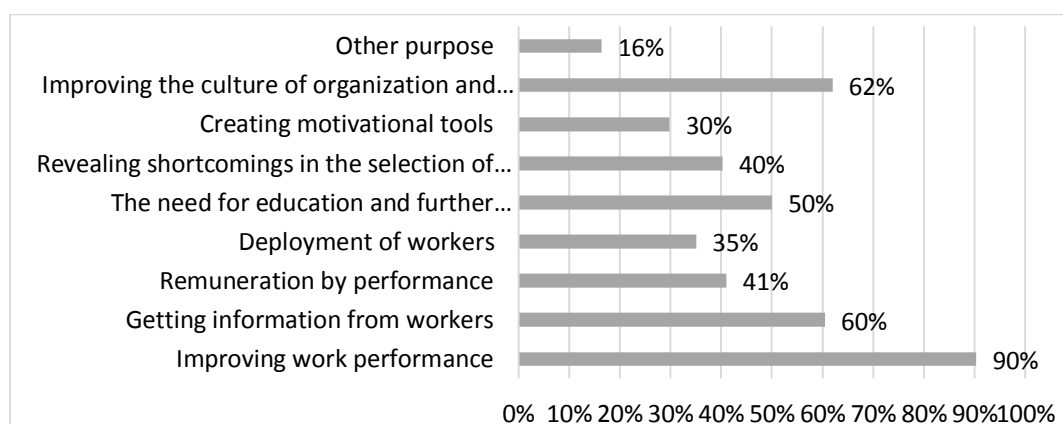 Other purpose 16%
Improving the culture of organization and... 62%
Creating motivational tools 30%
Revealing shortcomings in the selection of... 40%
The need for education and further... 50%
Deployment of workers 35%
Remuneration by performance 41%
Getting information from workers 60%
Improving work performance 90%
0% 10% 20% 30% 40% 50% 60% 70% 80% 90%100%